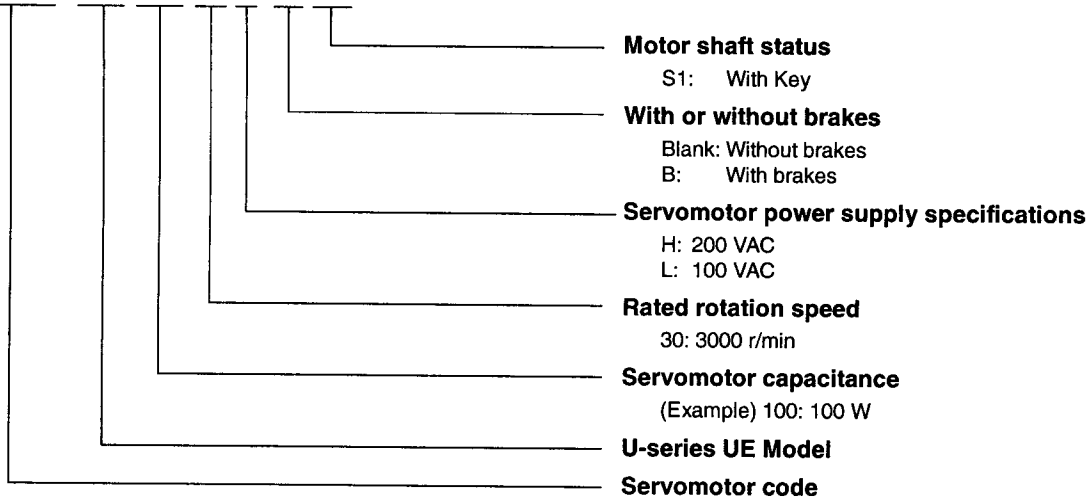 Motor shaft status
S1: With Key
With or without brakes
Blank: Without brakes
B: With brakes
Servomotor power supply specifications
H: 200 VAC
L: 100 VAC
Rated rotation speed
30: 3000 r/min
Servomotor capacitance
(Example) 100: 100 W
U-series UE Model
Servomotor code